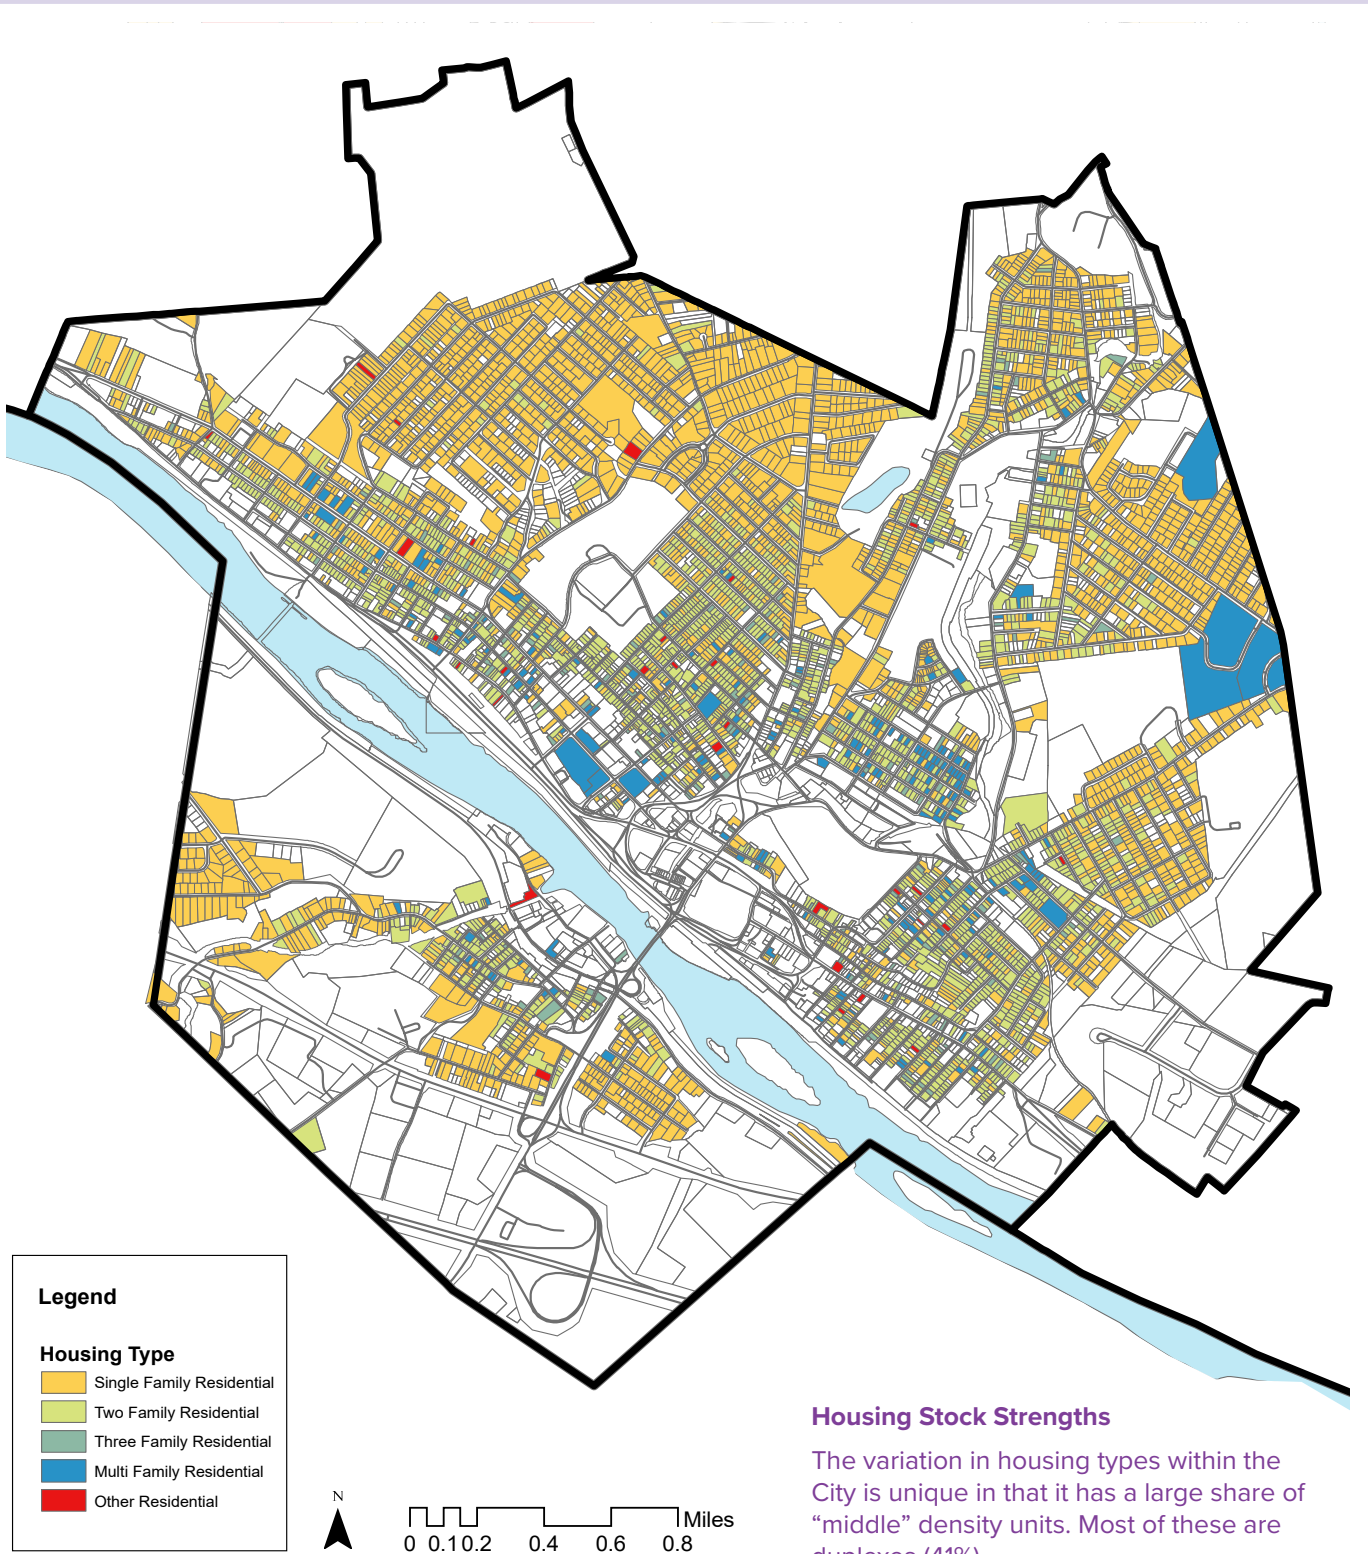 Legend
Housing Type
Single Family Residential
Two Family Residential
Three Family Residential
Multi Family Residential
Other Residential
N
Miles
0 0.1 0.2 0.4 0.6 0.8
Housing Stock Strengths
The variation in housing types within the
City is unique in that it has a large share of
“middle” density units. Most of these are
duplexes (41%)